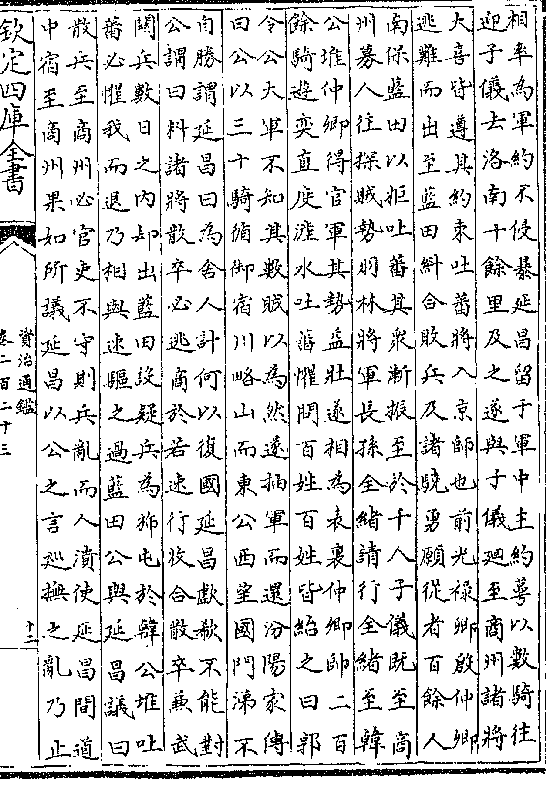 相率為軍約不侵暴延昌留于軍中主約蕚以數騎往
迎子儀去洛南十餘里及之遂與子儀廻至商州諸將
大喜皆遵其約束吐蕃將入京師也前光祿卿殷仲卿
逃難而出至藍田糾合敗兵及諸驍勇願從者百餘人
南保藍田以拒吐蕃其衆漸振至於千人子儀既至商
州募人往探賊勢羽林將軍長孫全緒請行全緒至韓
公堆仲卿得官軍其勢益壯遂相為表裏仲卿帥二百
餘騎遊奕直度滻水吐蕃懼問百姓百姓皆紿之曰郭
令公大軍不知其數賊以為然遂抽軍而還汾陽家傳
曰公以三十騎循御宿川略山而東公西望國門涕不
自勝謂延昌曰為舍人計何以復國延昌歔欷不能對
公謂曰料諸將散卒必逃商於若速行收合散卒兼武
關兵數日之內却出藍田設疑兵為抑屯於韓公堆吐
蕃必懼我而退乃相與速驅之過藍田公與延昌議曰
散兵至商州必官吏不守則兵亂而人潰使延昌間道
中宿至商州果如所議延昌以公之言廵撫之亂乃止
欽定四庫全書
資治通鑑
卷二百二十三
十二